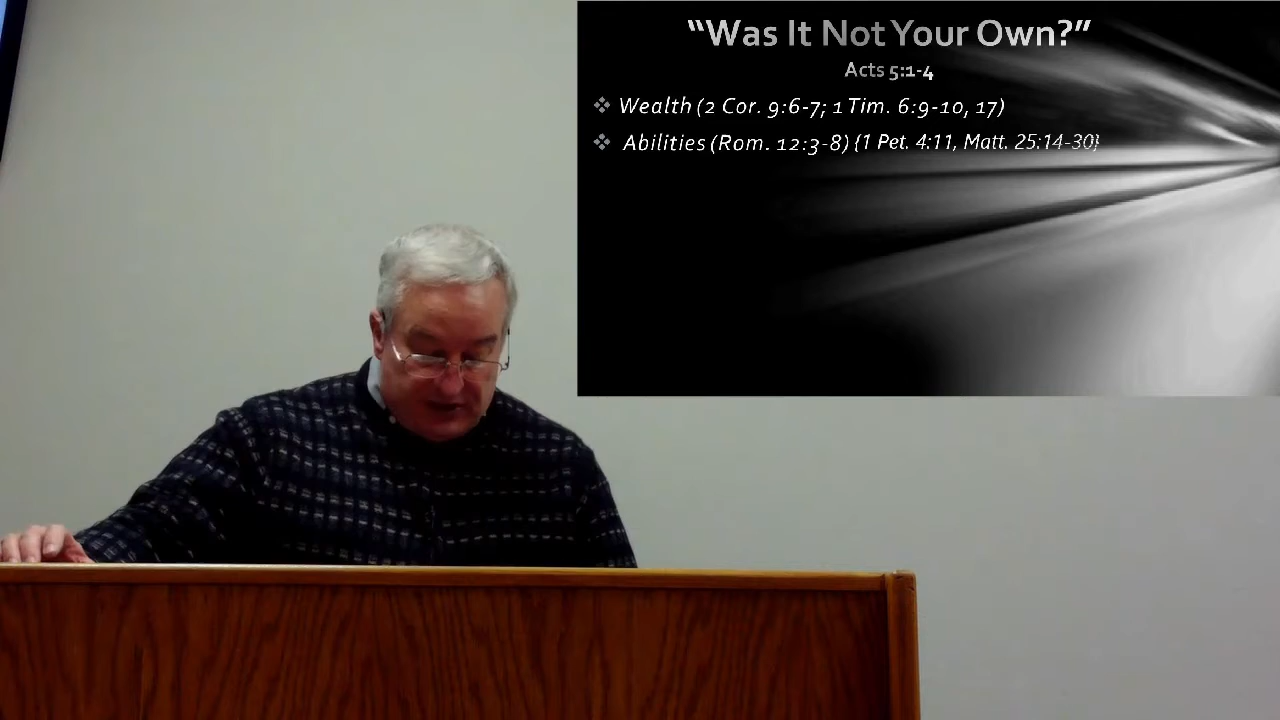 “Was It Not Your Own?”
Acts 5:1-4
❖ Wealth (2 Cor. 9:6-7; 1 Tim. 6:9-10, 17)
❖ Abilities (Rom. 12:3-8) {1 Pet. 4:11, Matt. 25:14-30}